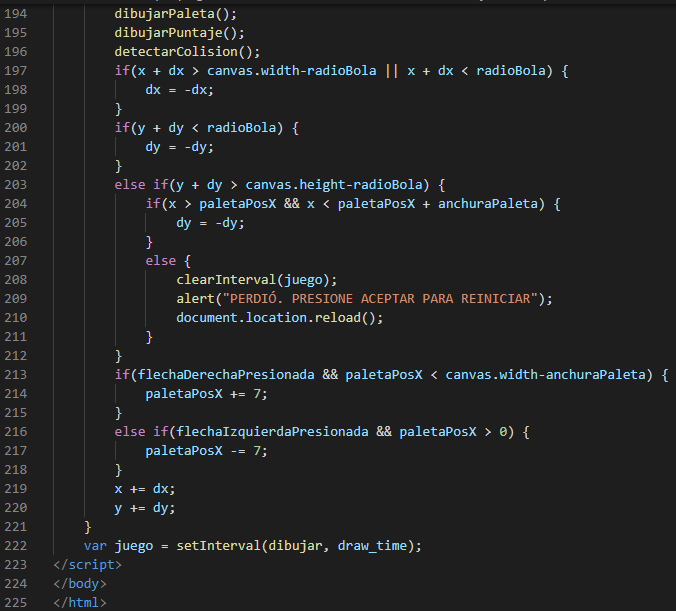 194 dibujarPaleta();
195 dibujarPuntaje();
196 detectarColision();
197 if(x + dx > canvas.width-radioBola || x + dx < radioBola) {
198 dx = -dx;
199 }
200 if(y + dy < radioBola) {
201 dy = -dy;
202 }
203 else if(y + dy > canvas.height-radioBola) {
204 if(x > paletaPosX && x < paletaPosX + anchuraPaleta) {
205 dy = -dy;
206 }
207 else {
208 clearInterval(juego);
209 alert("PERDIÓ. PRESIONE ACEPTAR PARA REINICIAR");
210 document.location.reload();
211 }
212 }
213 if(flechaDerechaPresionada && paletaPosX < canvas.width-anchuraPaleta) {
214 paletaPosX += 7;
215 }
216 else if(flechaIzquierdaPresionada && paletaPosX > 0) {
217 paletaPosX -= 7;
218 }
219 x += dx;
220 y += dy;
221 }
222 var juego = setInterval(dibujar, draw_time);
223 </script>
224 </body>
225 </html>